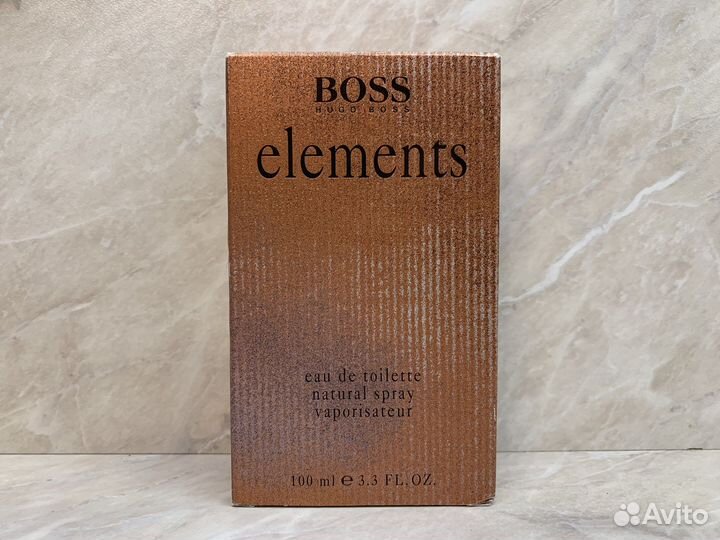 BOSS
HUGO BOSS
elements
eau de toilette
natural spray
vaporisateur
100 ml e 3.3 FL.OZ.
Avito